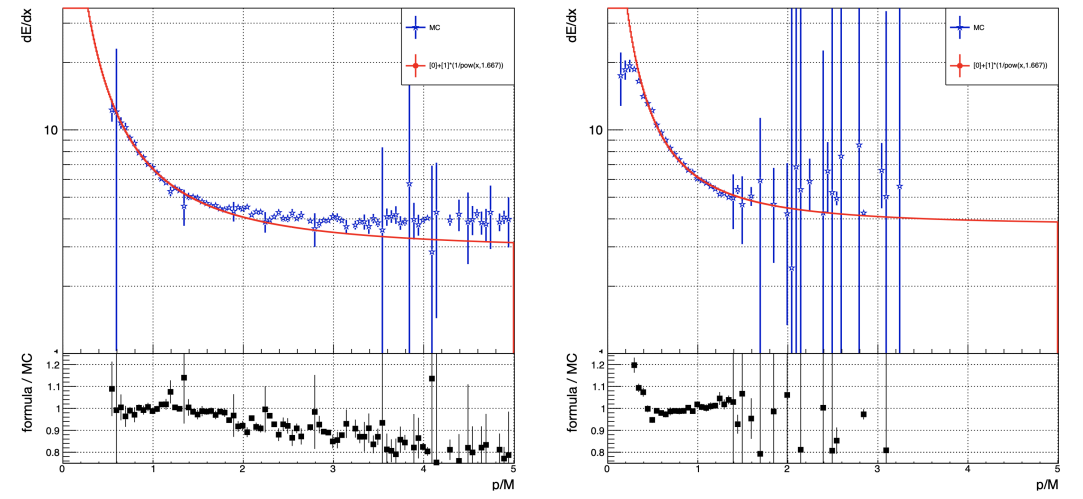 dE/dx
MC
[0]+[1]*(1/pow(x,1.667))
10
1
formula / MC
1.2
1.1
1
0.9
0.8
0 1 2 3 4 5
p/M
dE/dx
MC
[0]+[1]*(1/pow(x,1.667))
10
1
formula / MC
1.2
1.1
1
0.9
0.8
0 1 2 3 4 5
p/M